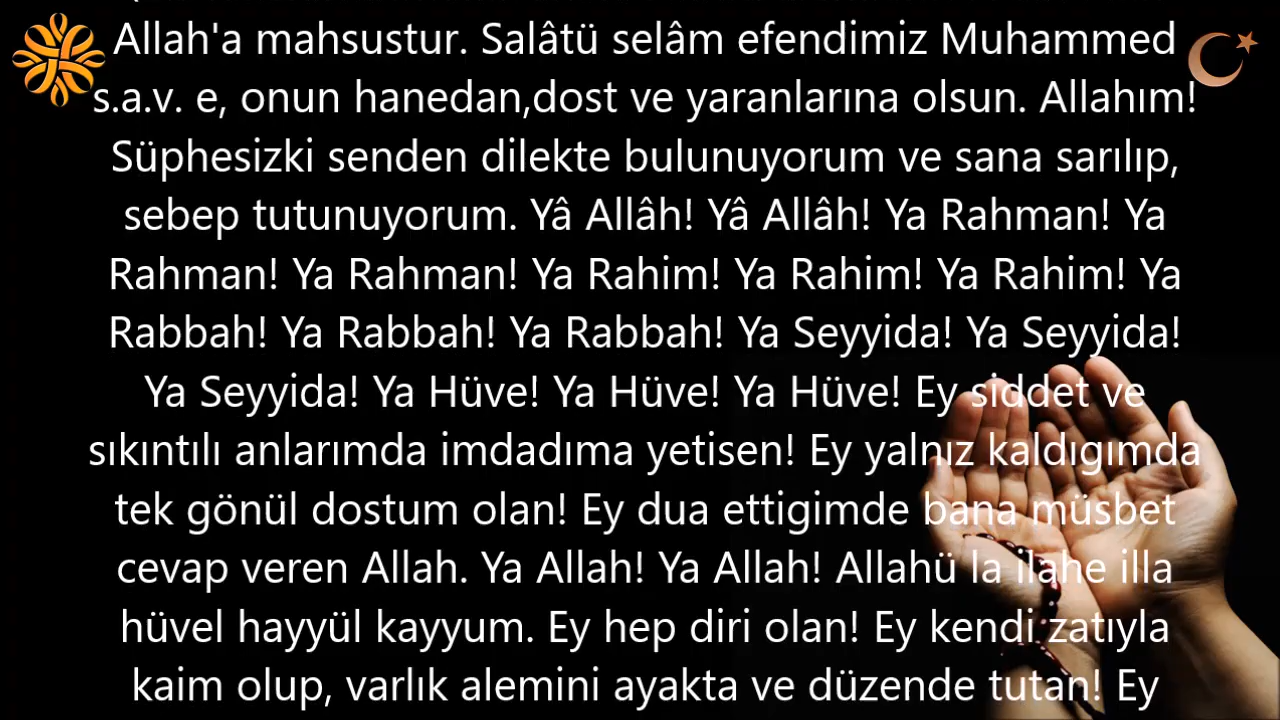 Allah'a mahsustur. Salâtü selâm efendimiz Muhammed
s.a.v. e, onun hanedan,dost ve yaranlarına olsun. Allahım!
Süphesizki senden dilekte bulunuyorum ve sana sarılıp,
sebep tutunuyorum. Yâ Allâh! Yâ Allâh! Ya Rahman! Ya
Rahman! Ya Rahman! Ya Rahim! Ya Rahim! Ya Rahim! Ya
Rabbah! Ya Rabbah! Ya Rabbah! Ya Seyyida! Ya Seyyida!
Ya Seyyida! Ya Hüve! Ya Hüve! Ya Hüve! Ey siddet ve
sıkıntılı anlarımda imdadıma yetisen! Ey yalnız kaldıgımda
tek gönül dostum olan! Ey dua ettigimde bana müsbet
cevap veren Allah. Ya Allah! Ya Allah! Allahü la ilahe illa
hüvel hayyül kayyum. Ey hep diri olan! Ey kendi zatıyla
kaim olup, varlık alemini ayakta ve düzende tutan! Ey